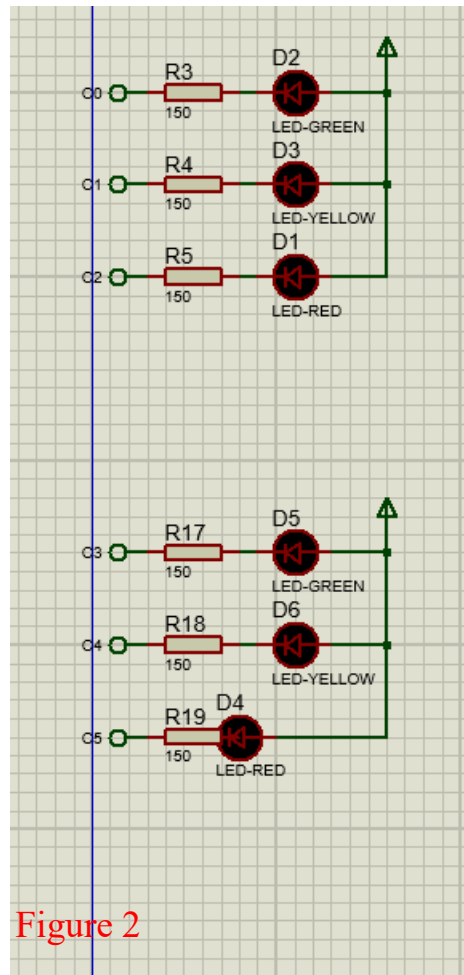 D2
R3
C0
150
LED-GREEN
D3
R4
C1
150
LED-YELLOW
D1
R5
C2
150
LED-RED
D5
R17
C3
150
LED-GREEN
D6
R18
C4
150
LED-YELLOW
D4
R19
C5
150
LED-RED
Figure 2